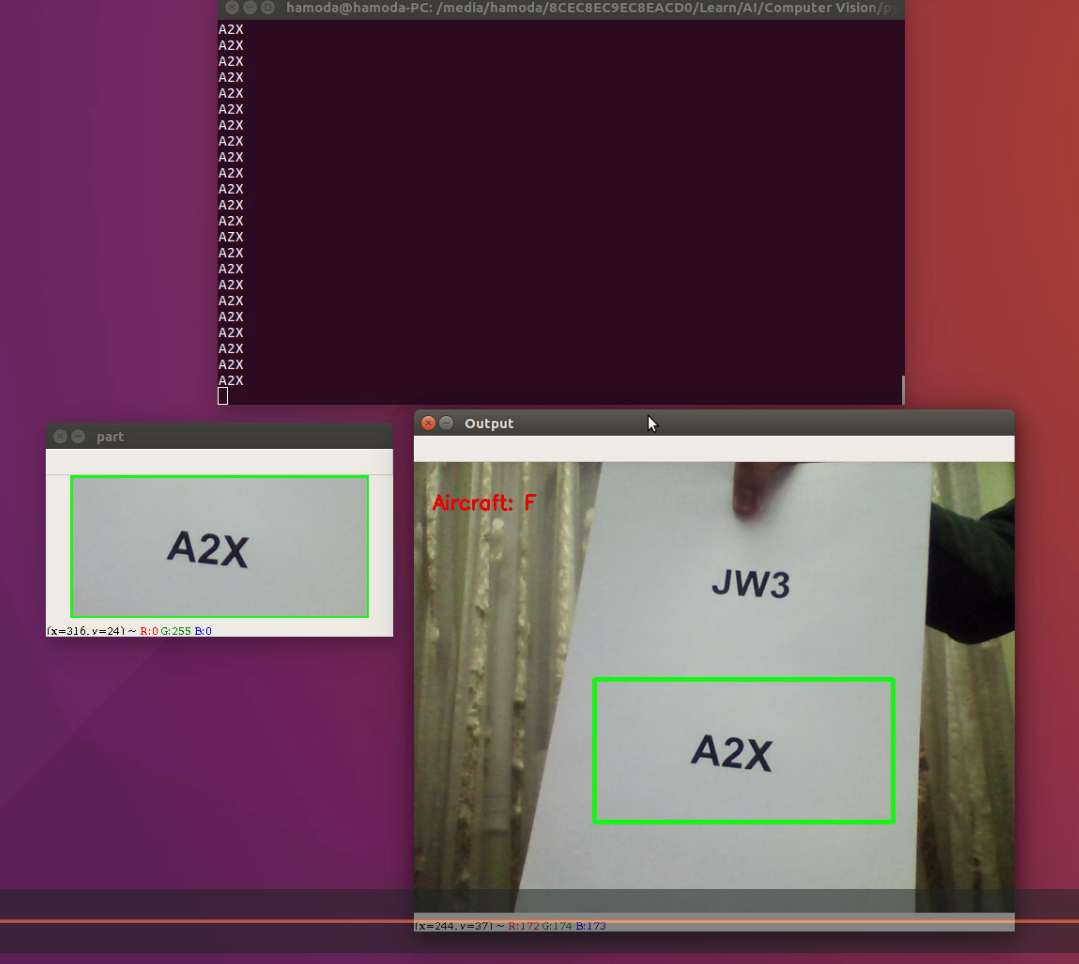 hamoda@hamoda-PC: /media/hamoda/8CEC8EC9EC8EACD0/Learn/AI/Computer Vision/py
A2X
A2X
A2X
A2X
A2X
A2X
A2X
A2X
A2X
A2X
A2X
A2X
A2X
AZX
A2X
A2X
A2X
A2X
A2X
A2X
A2X
A2X
A2X
part
A2X
(x=316, y=24) ~ R:0 G:255 B:0
Output
Aircraft: F
JW3
A2X
(x=244, y=37) ~ R:172 G:174 B:173